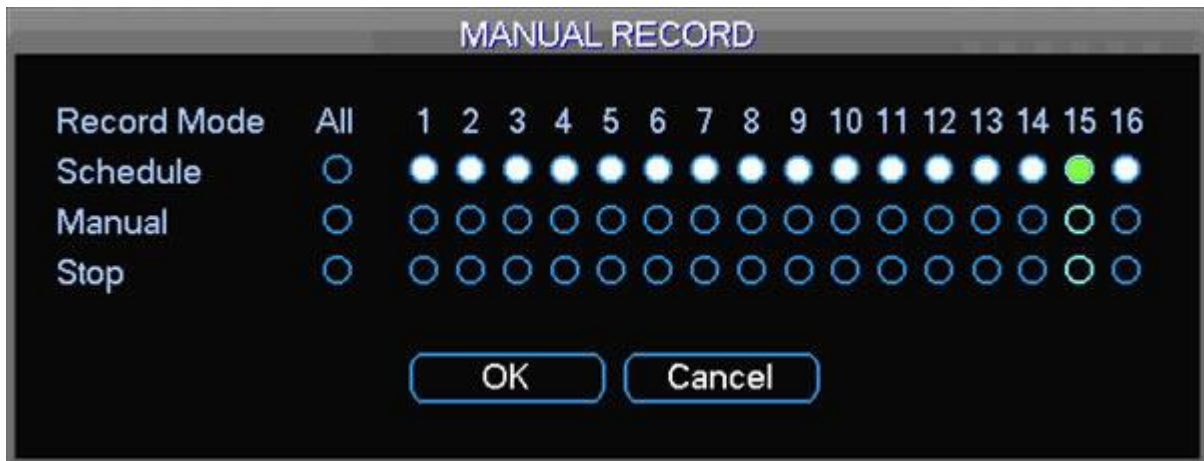 MANUAL RECORD
Record Mode All 1 2 3 4 5 6 7 8 9 10 11 12 13 14 15 16
Schedule
Manual
Stop
OK Cancel